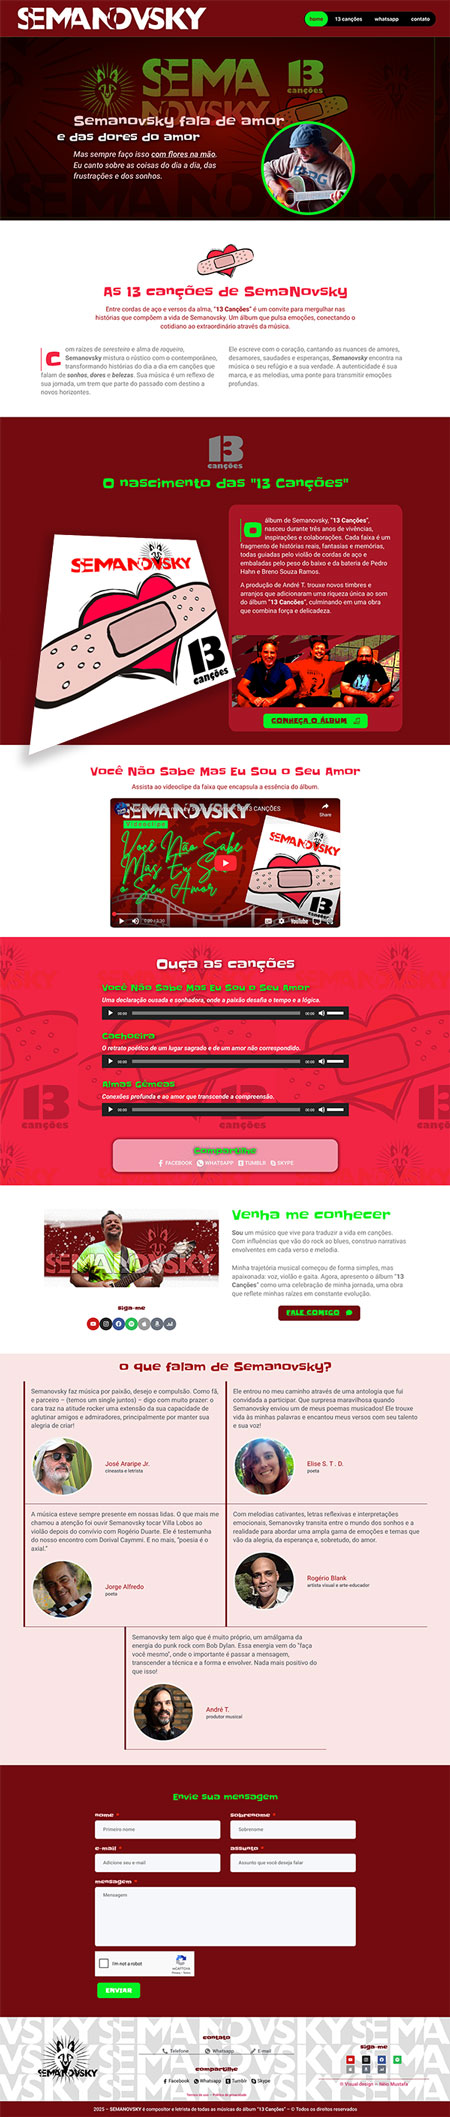 SEMANOVSKY
home 13 canções whatsapp contato
SEMA
NOVSKY
13
canções
Semanovsky fala de amor
e das dores do amor
Mas sempre faço isso com flores na mão.
Eu canto sobre as coisas do dia a dia, das
frustrações e dos sonhos.
As 13 canções de SemaNovsky
Entre cordas de aço e versos da alma, "13 Canções" é um convite para mergulhar nas
histórias que compõem a vida de Semanovsky. Um álbum que pulsa emoções, conectando o
cotidiano ao extraordinário através da música.
Com raízes de seresteiro e alma de roqueiro,
Semanovsky mistura o rústico com o contemporâneo,
transformando histórias do dia a dia em canções que
falam de sonhos, dores e belezas. Sua música é um reflexo de
sua jornada, um trem que parte do passado com destino a
novos horizontes.
Ele escreve com o coração, cantando as nuances de amores,
desamores, saudades e esperanças, Semanovsky encontra na
música o seu refúgio e a sua verdade. A autenticidade é sua
marca, e as melodias, uma ponte para transmitir emoções
profundas.
13
canções
O nascimento das "13 Canções"
SEMANOVSKY
13
canções
O álbum de Semanovsky, "13 Canções",
nasceu durante três anos de vivências,
inspirações e colaborações. Cada faixa é um
fragmento de histórias reais, fantasias e memórias,
todas guiadas pelo violão de cordas de aço e
embaladas pelo peso do baixo e da bateria de Pedro
Hahn e Breno Souza Ramos.
A produção de André T. trouxe novos timbres e
arranjos que adicionaram uma riqueza única ao som
do álbum "13 Canções", culminando em uma obra
que combina força e delicadeza.
CONHEÇA O ÁLBUM
Você Não Sabe Mas Eu Sou o Seu Amor
Assista ao videoclipe da faixa que encapsula a essência do álbum.
13 CANÇÕES
Share
SEMANOVSKY
Videoclipe
Você Não Sabe
Mas Eu Sou
o Seu Amor
SEMANOVSKY
13
canções
YouTube
Ouça as canções
Você Não Sabe Mas Eu Sou o Seu Amor
Uma declaração ousada e sonhadora, onde a paixão desafia o tempo e a lógica.
00:00 00:00
Cachoeira
O retrato poético de um lugar sagrado e de um amor não correspondido.
00:00 00:00
Almas Gêmeas
Conexões profunda e ao amor que transcende a compreensão.
00:00 00:00
13
canções
13
canções
Compartilhe
FACEBOOK WHATSAPP TUMBLR SKYPE
SEMANOVSKY
siga-me
Venha me conhecer
Sou um músico que vive para traduzir a vida em canções.
Com influências que vão do rock ao blues, construo narrativas
envolventes em cada verso e melodia.
Minha trajetória musical começou de forma simples, mas
apaixonada: voz, violão e gaita. Agora, apresento o álbum "13
Canções" como uma celebração de minha jornada, uma obra
que reflete minhas raízes em constante evolução.
FALE COMIGO
O que falam de Semanovsky?
Semanovsky faz música por paixão, desejo e compulsão. Como fã,
e parceiro – (temos um single juntos) – digo com muito prazer: o
cara traz na atitude rocker uma extensão da sua capacidade de
aglutinar amigos e admiradores, principalmente por manter sua
alegria de criar!
José Araripe Jr.
cineasta e letrista
Ele entrou no meu caminho através de uma antologia que fui
convidada a participar. Que surpresa maravilhosa quando
Semanovsky enviou um de meus poemas musicados! Ele trouxe
vida às minhas palavras e encantou meus versos com seu talento
e sua voz!
Elise S. T . D.
poeta
A música esteve sempre presente em nossas lidas. O que mais me
chamou a atenção foi ouvir Semanovsky tocar Villa Lobos ao
violão depois do convívio com Rogério Duarte. Ele é testemunha
do nosso encontro com Dorival Caymmi. E no mais, "poesia é o
axial."
Jorge Alfredo
poeta
Com melodias cativantes, letras reflexivas e interpretações
emocionais, Semanovsky transita entre o mundo dos sonhos e a
realidade para abordar uma ampla gama de emoções e temas que
vão da alegria, da esperança e, sobretudo, do amor.
Rogério Blank
artista visual e arte-educador
Semanovsky tem algo que é muito próprio, um amálgama da
energia do punk rock com Bob Dylan. Essa energia vem do "faça
você mesmo", onde o importante é passar a mensagem,
transcender a técnica e a forma e envolver. Nada mais positivo do
que isso!
André T.
produtor musical
Envie sua mensagem
nome *
Primeiro nome
sobrenome *
Sobrenome
e-mail *
Adicione seu e-mail
assunto *
Assunto que você deseja falar
mensagem *
Mensagem
I'm not a robot
reCAPTCHA
ENVIAR
SEMANOVSKY
contato
Telefone Whatsapp E-mail
compartilhe
Facebook Whatsapp Tumblr Skype
Termos de uso – Política de privacidade
siga-me
© Visual design – Nilio Mustafa
2025 – SEMANOVSKY é compositor e letrista de todas as músicas do álbum "13 Canções" – © Todos os direitos reservados